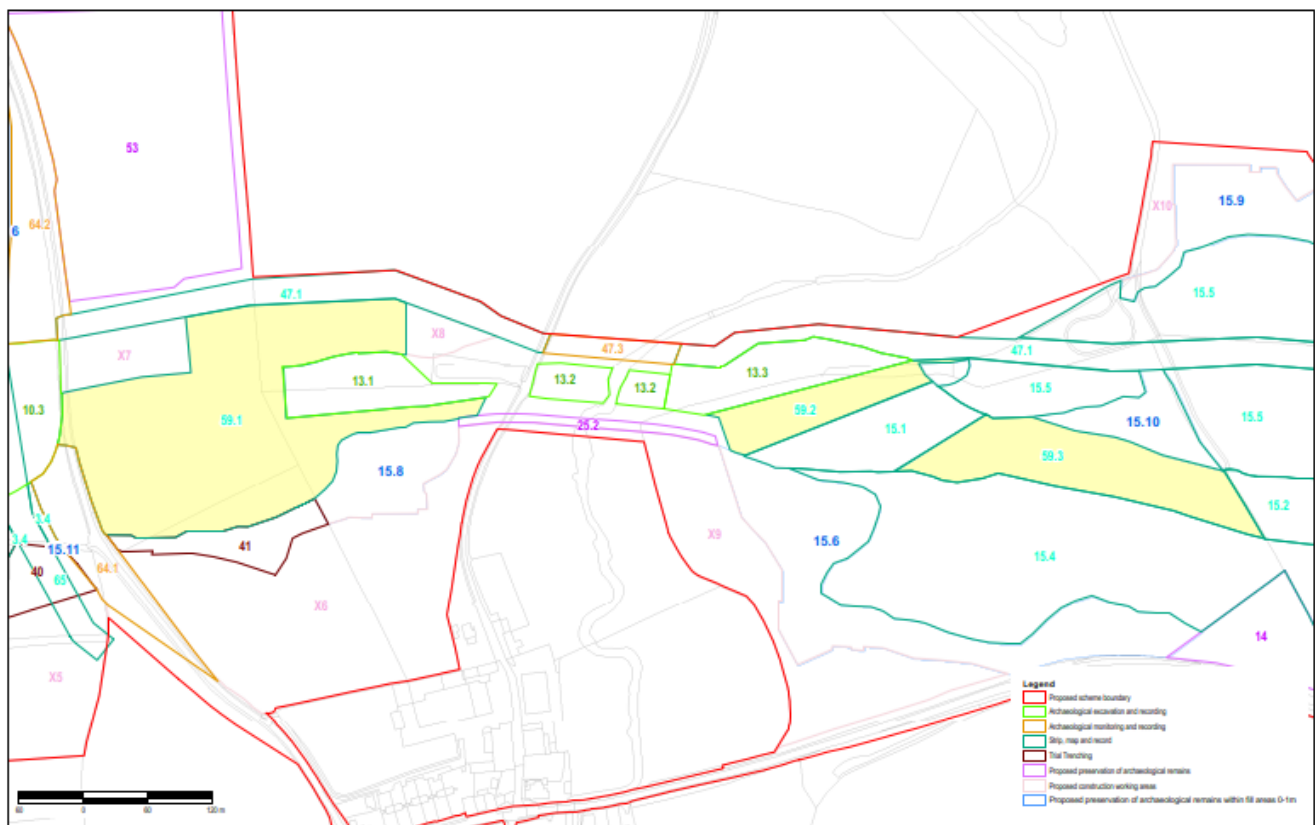 53
6
64.2
X10
15.9
47.1
15.5
X8
X7
47.3
47.1
13.1
13.2
13.2
13.3
15.5
10.3
59.1
59.2
15.1
15.10
15.5
25.2
59.3
15.8
15.2
3.4
3.4
15.11
41
X9
15.6
15.4
40
65
64.1
X6
14
X5
Legend
Proposed scheme boundary
Archaeological excavation and recording
Archaeological monitoring and recording
Strip, map and record
Trial Trenching
Proposed preservation of archaeological remains
Proposed construction working areas
Proposed preservation of archaeological remains within fill areas 0-1m
60 0 60 120 m